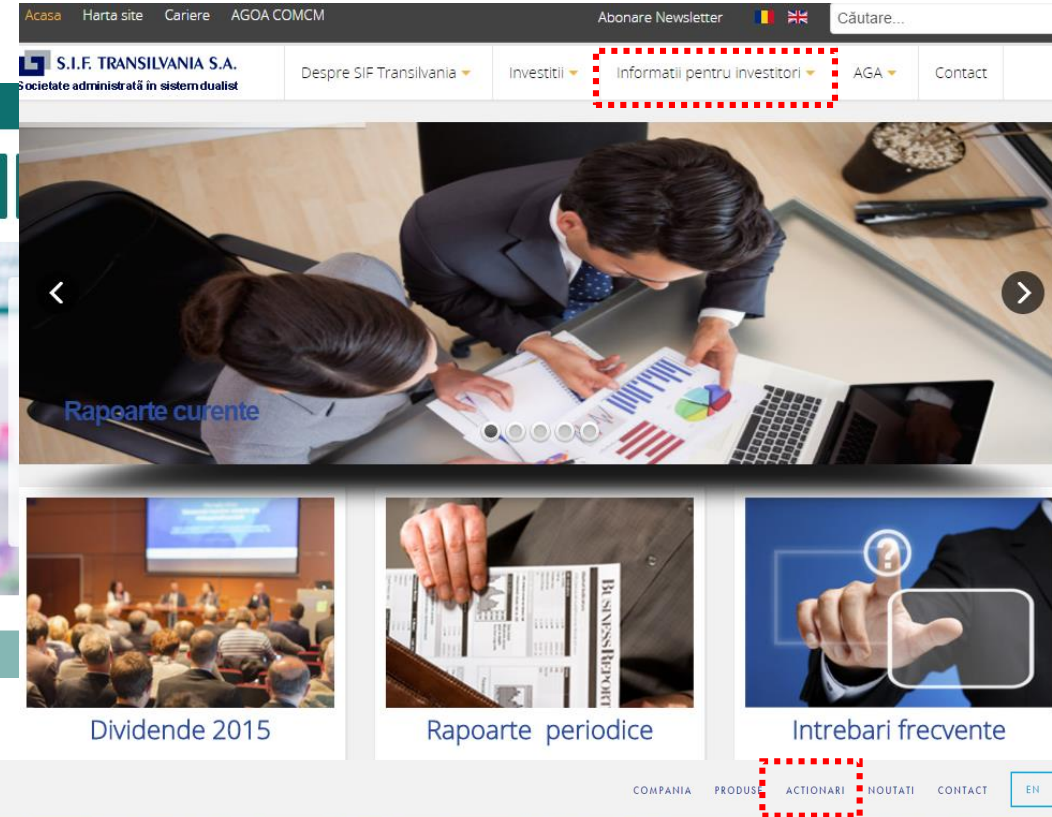 Acasa Harta site Cariere AGOA COMCM Abonare Newsletter Căutare...
S.I.F. TRANSILVANIA S.A.
Societate administrată în sistem dualist
Despre SIF Transilvania Investitii Informatii pentru investitori AGA Contact
Rapoarte curente
?
BUSINESS REPORT
Dividende 2015 Rapoarte periodice Intrebari frecvente
COMPANIA PRODUSE ACTIONARI NOUTATI CONTACT EN